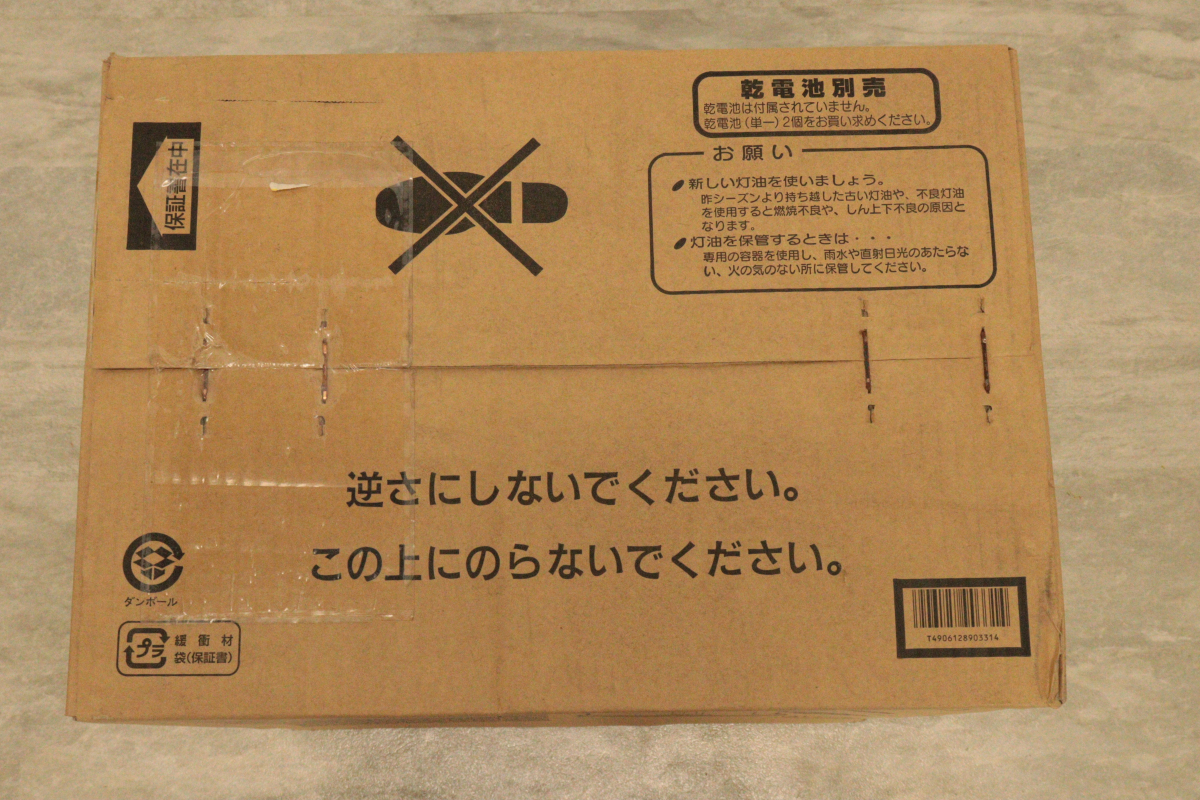 乾電池別売
乾電池は付属されていません。
乾電池(単一)2個をお買い求めください。
保証書在中
お願い
新しい灯油を使いましょう。
昨シーズンより持ち越した古い灯油や、不良灯油
を使用すると燃焼不良や、しん上下不良の原因と
なります。
灯油を保管するときは・・・
専用の容器を使用し、雨水や直射日光のあたらな
い、火の気のない所に保管してください。
逆さにしないでください。
この上にのらないでください。
ダンボール
プラ
緩衝材
袋(保証書)
T4906128903314